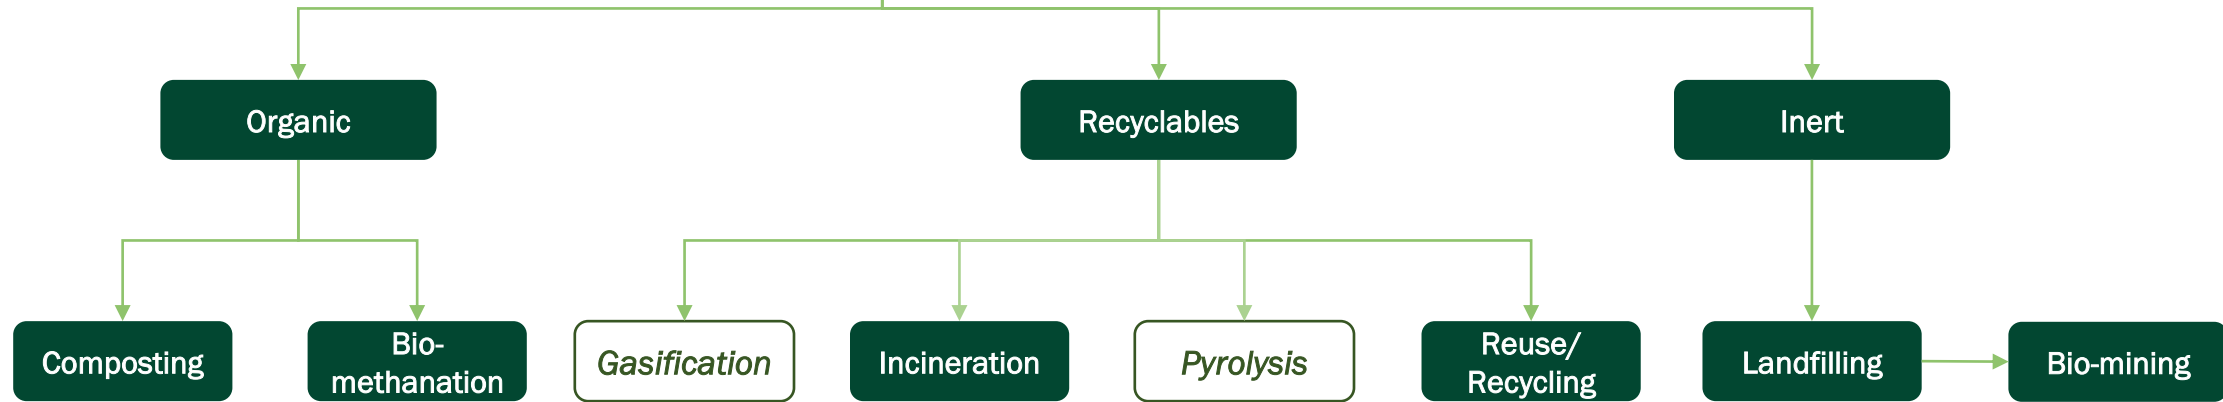 Organic
Recyclables
Inert
Composting
Bio-
methanation
Gasification
Incineration
Pyrolysis
Reuse/
Recycling
Landfilling
Bio-mining